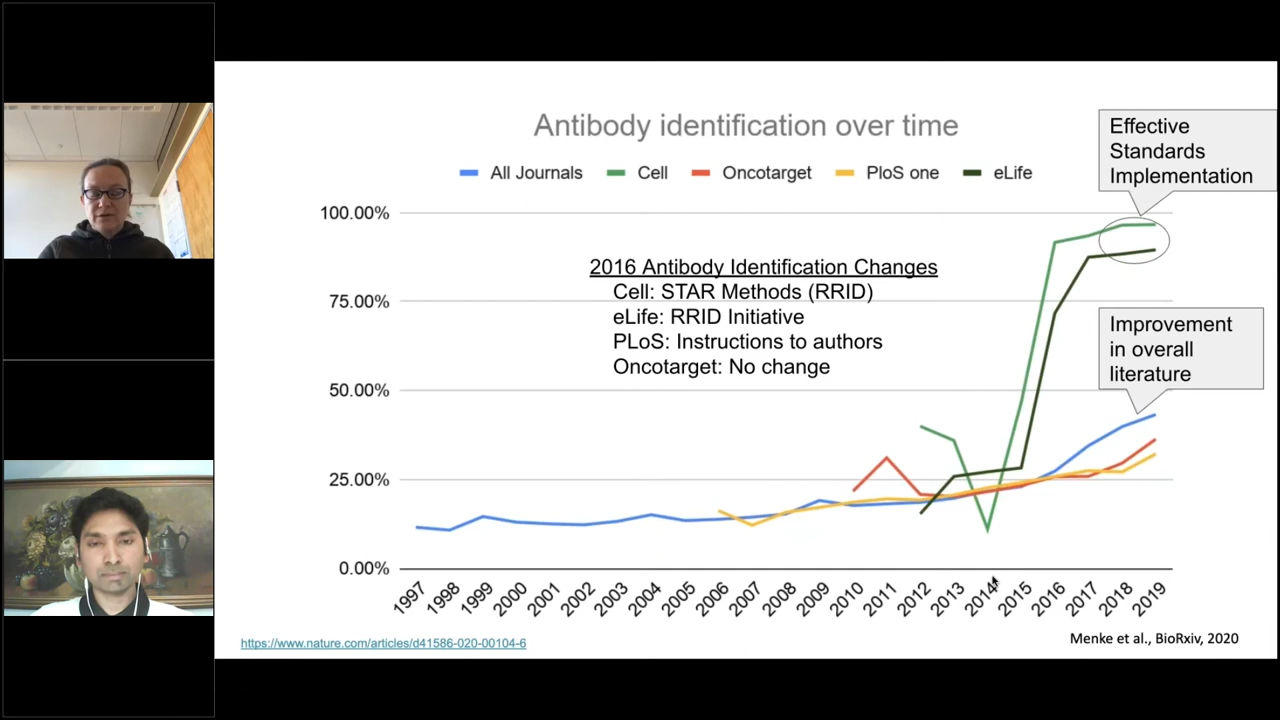 Antibody identification over time
All Journals Cell Oncotarget PloS one eLife
Effective
Standards
Implementation
100.00%
75.00%
50.00%
25.00%
0.00%
2016 Antibody Identification Changes
Cell: STAR Methods (RRID)
eLife: RRID Initiative
PLoS: Instructions to authors
Oncotarget: No change
Improvement
in overall
literature
1997 1998 1999 2000 2001 2002 2003 2004 2005 2006 2007 2008 2009 2010 2011 2012 2013 2014 2015 2016 2017 2018 2019
https://www.nature.com/articles/d41586-020-00104-6
Menke et al., BioRxiv, 2020